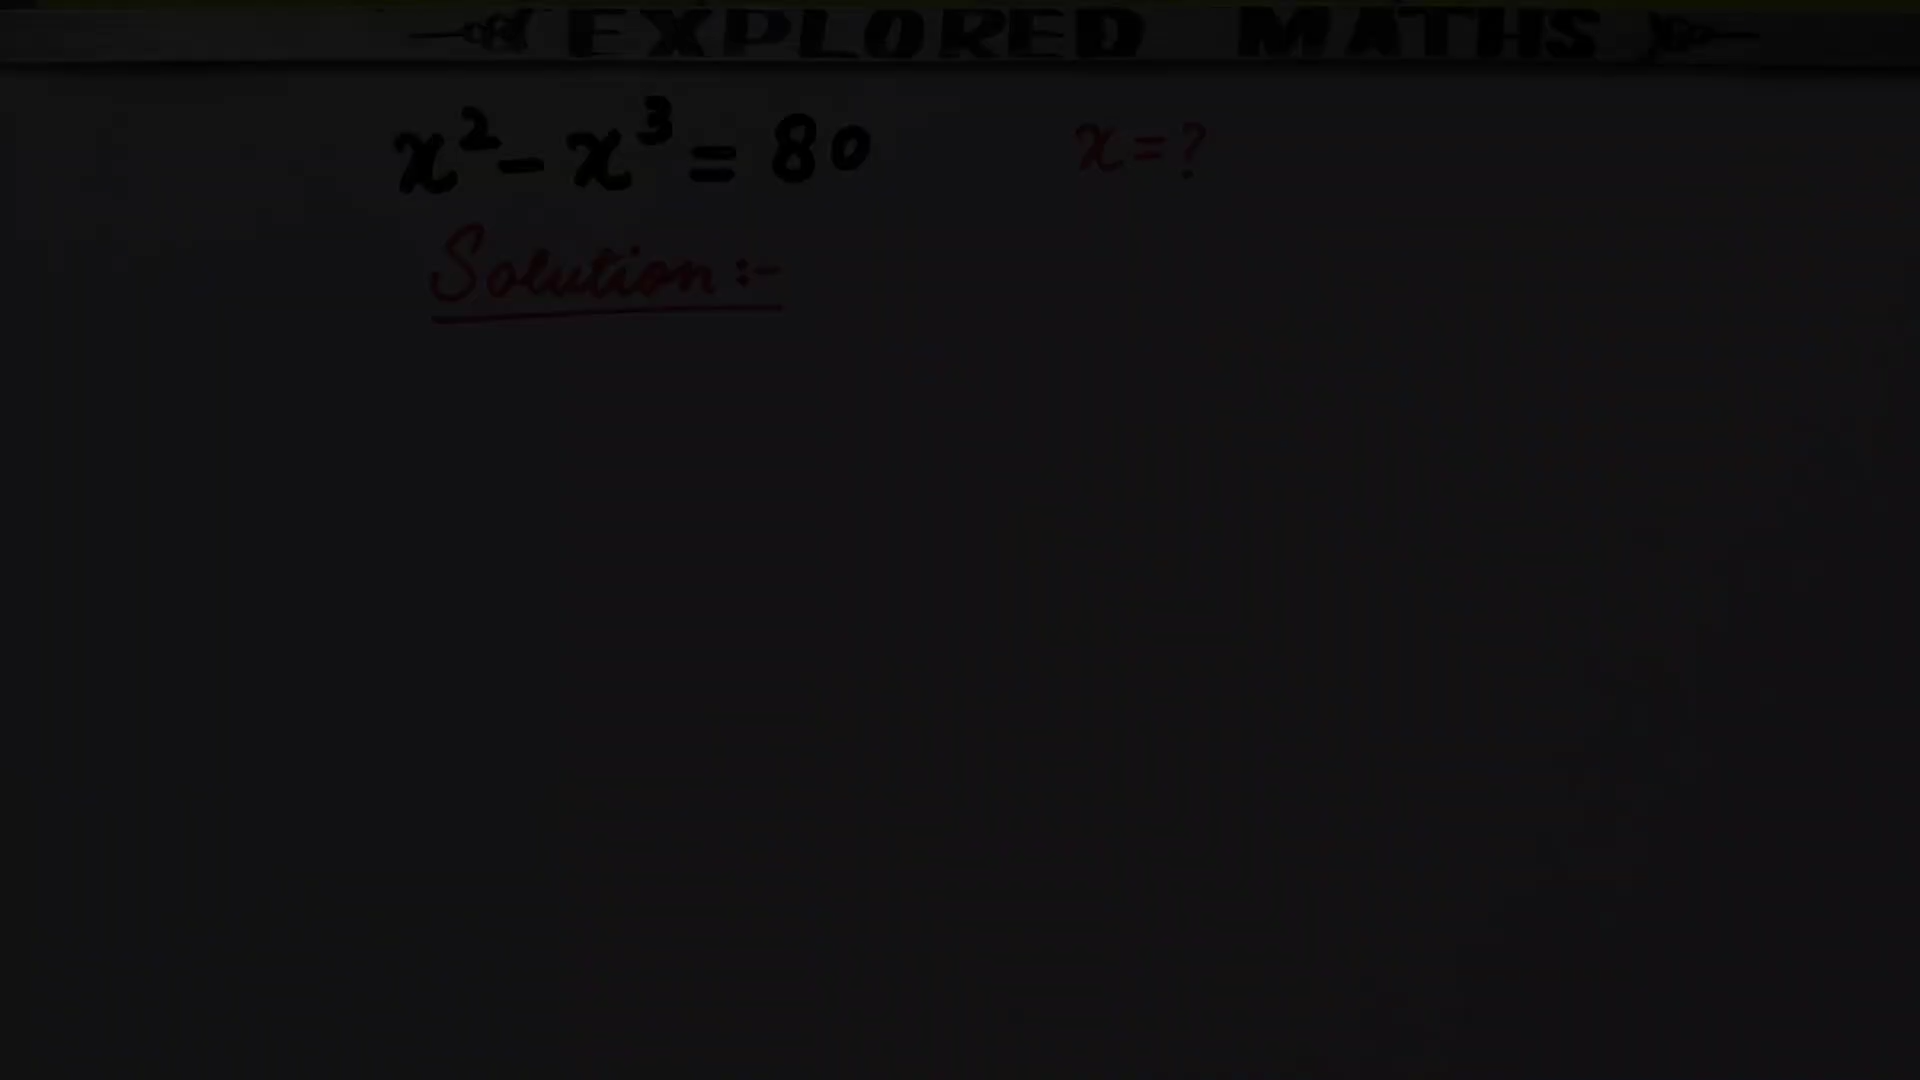 EXPLORED MATHS
x² - x³ = 80 x = ?
Solution :-